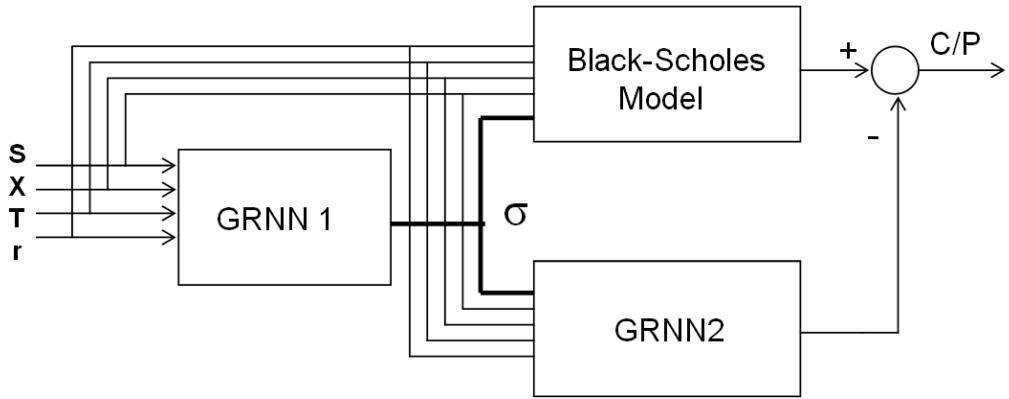 Black-Scholes
Model
+
C/P
-
S
X
T
r
GRNN 1
σ
GRNN2